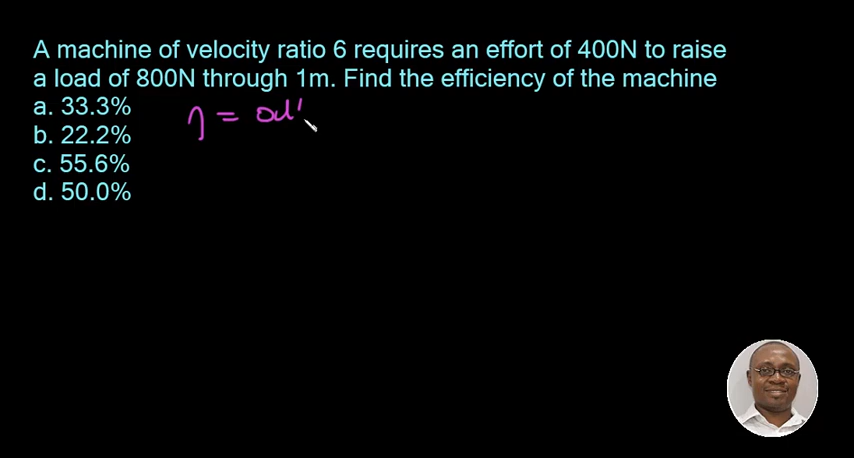 A machine of velocity ratio 6 requires an effort of 400N to raise
a load of 800N through 1m. Find the efficiency of the machine
a. 33.3%
b. 22.2%
c. 55.6%
d. 50.0%
η =